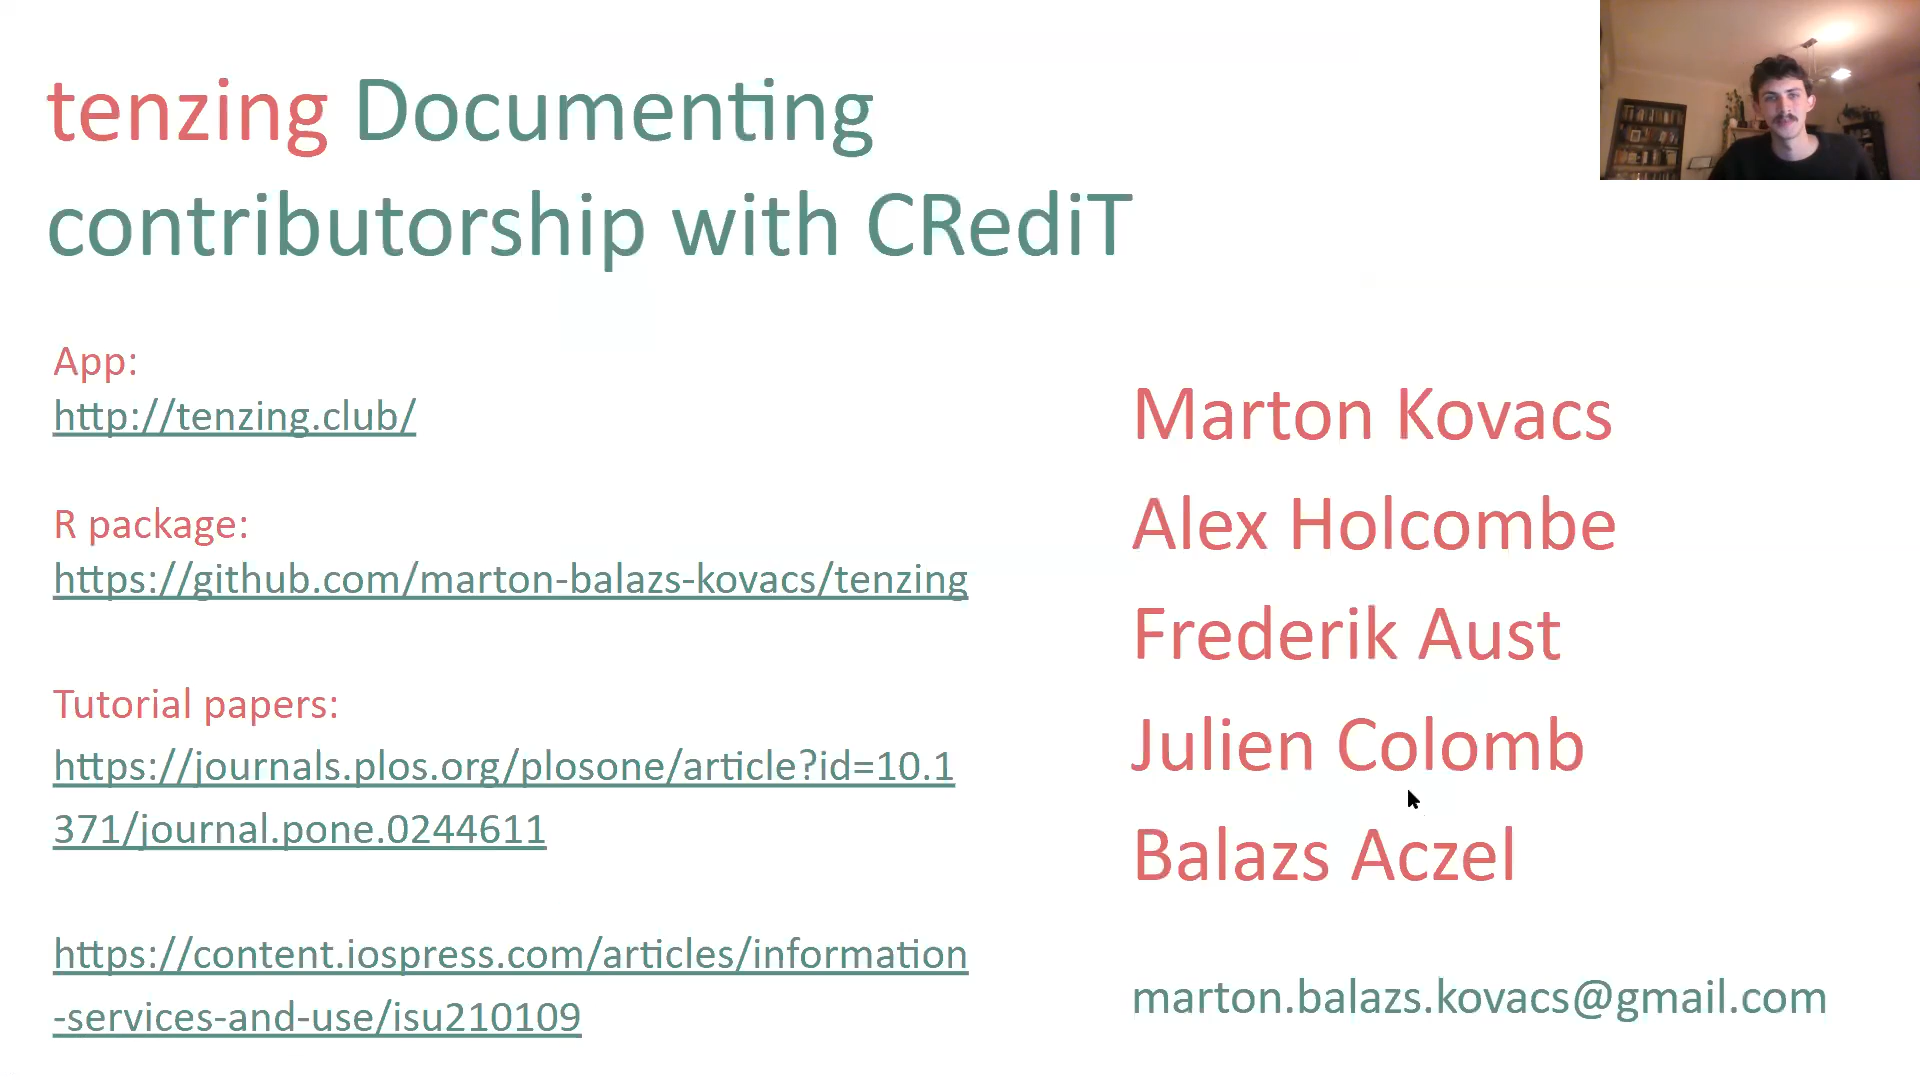 tenzing Documenting
contributorship with CRediT
App:
http://tenzing.club/
R package:
https://github.com/marton-balazs-kovacs/tenzing
Tutorial papers:
https://journals.plos.org/plosone/article?id=10.1
371/journal.pone.0244611
https://content.iospress.com/articles/information
-services-and-use/isu210109
Marton Kovacs
Alex Holcombe
Frederik Aust
Julien Colomb
Balazs Aczel
marton.balazs.kovacs@gmail.com